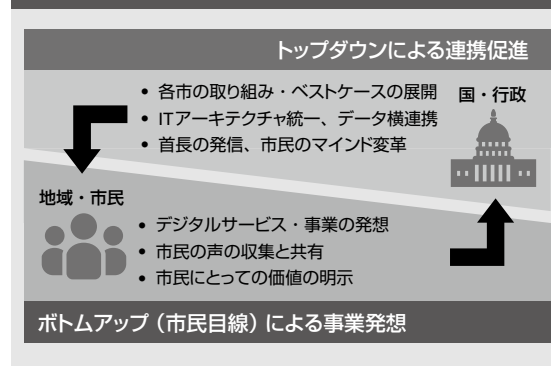 トップダウンによる連携促進
• 各市の取り組み・ベストケースの展開
• ITアーキテクチャ統一、データ横連携
• 首長の発信、市民のマインド変革
国・行政
地域・市民
• デジタルサービス・事業の発想
• 市民の声の収集と共有
• 市民にとっての価値の明示
ボトムアップ（市民目線）による事業発想